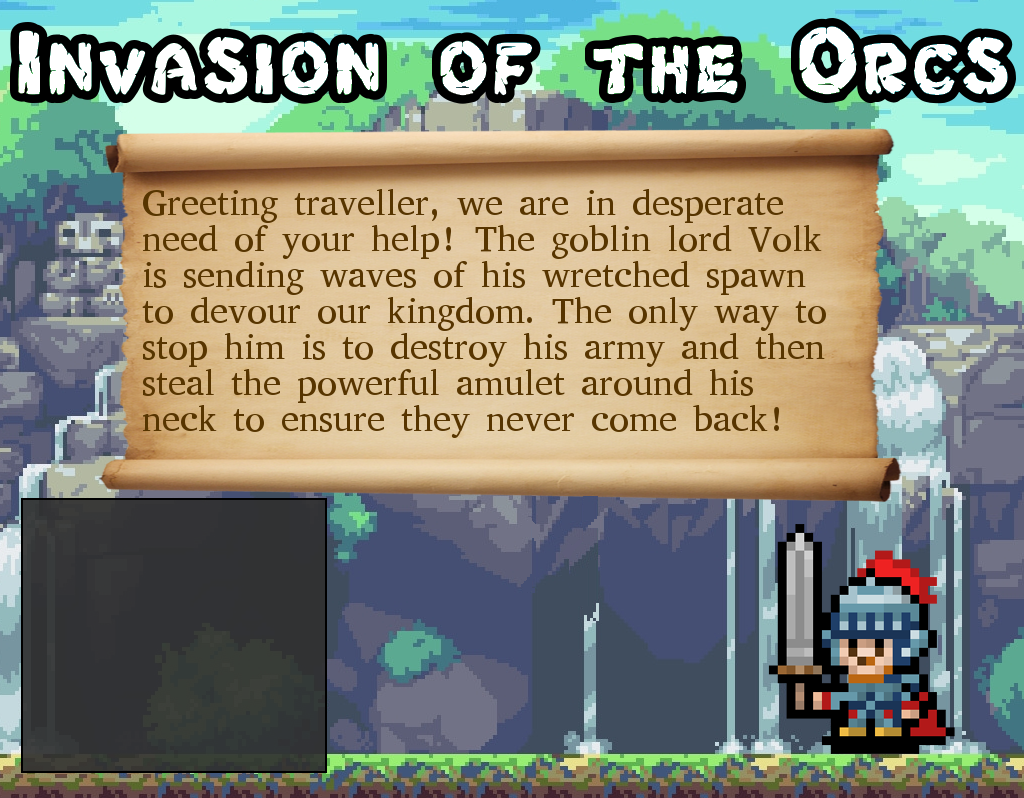 Invasion of the Orcs
Greeting traveller, we are in desperate
need of your help! The goblin lord Volk
is sending waves of his wretched spawn
to devour our kingdom. The only way to
stop him is to destroy his army and then
steal the powerful amulet around his
neck to ensure they never come back!